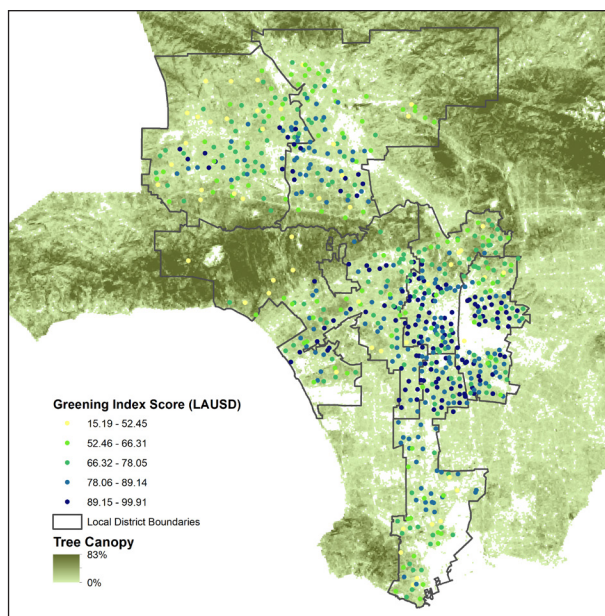 Greening Index Score (LAUSD)
15.19 - 52.45
52.46 - 66.31
66.32 - 78.05
78.06 - 89.14
89.15 - 99.91
Local District Boundaries
Tree Canopy
83%
0%